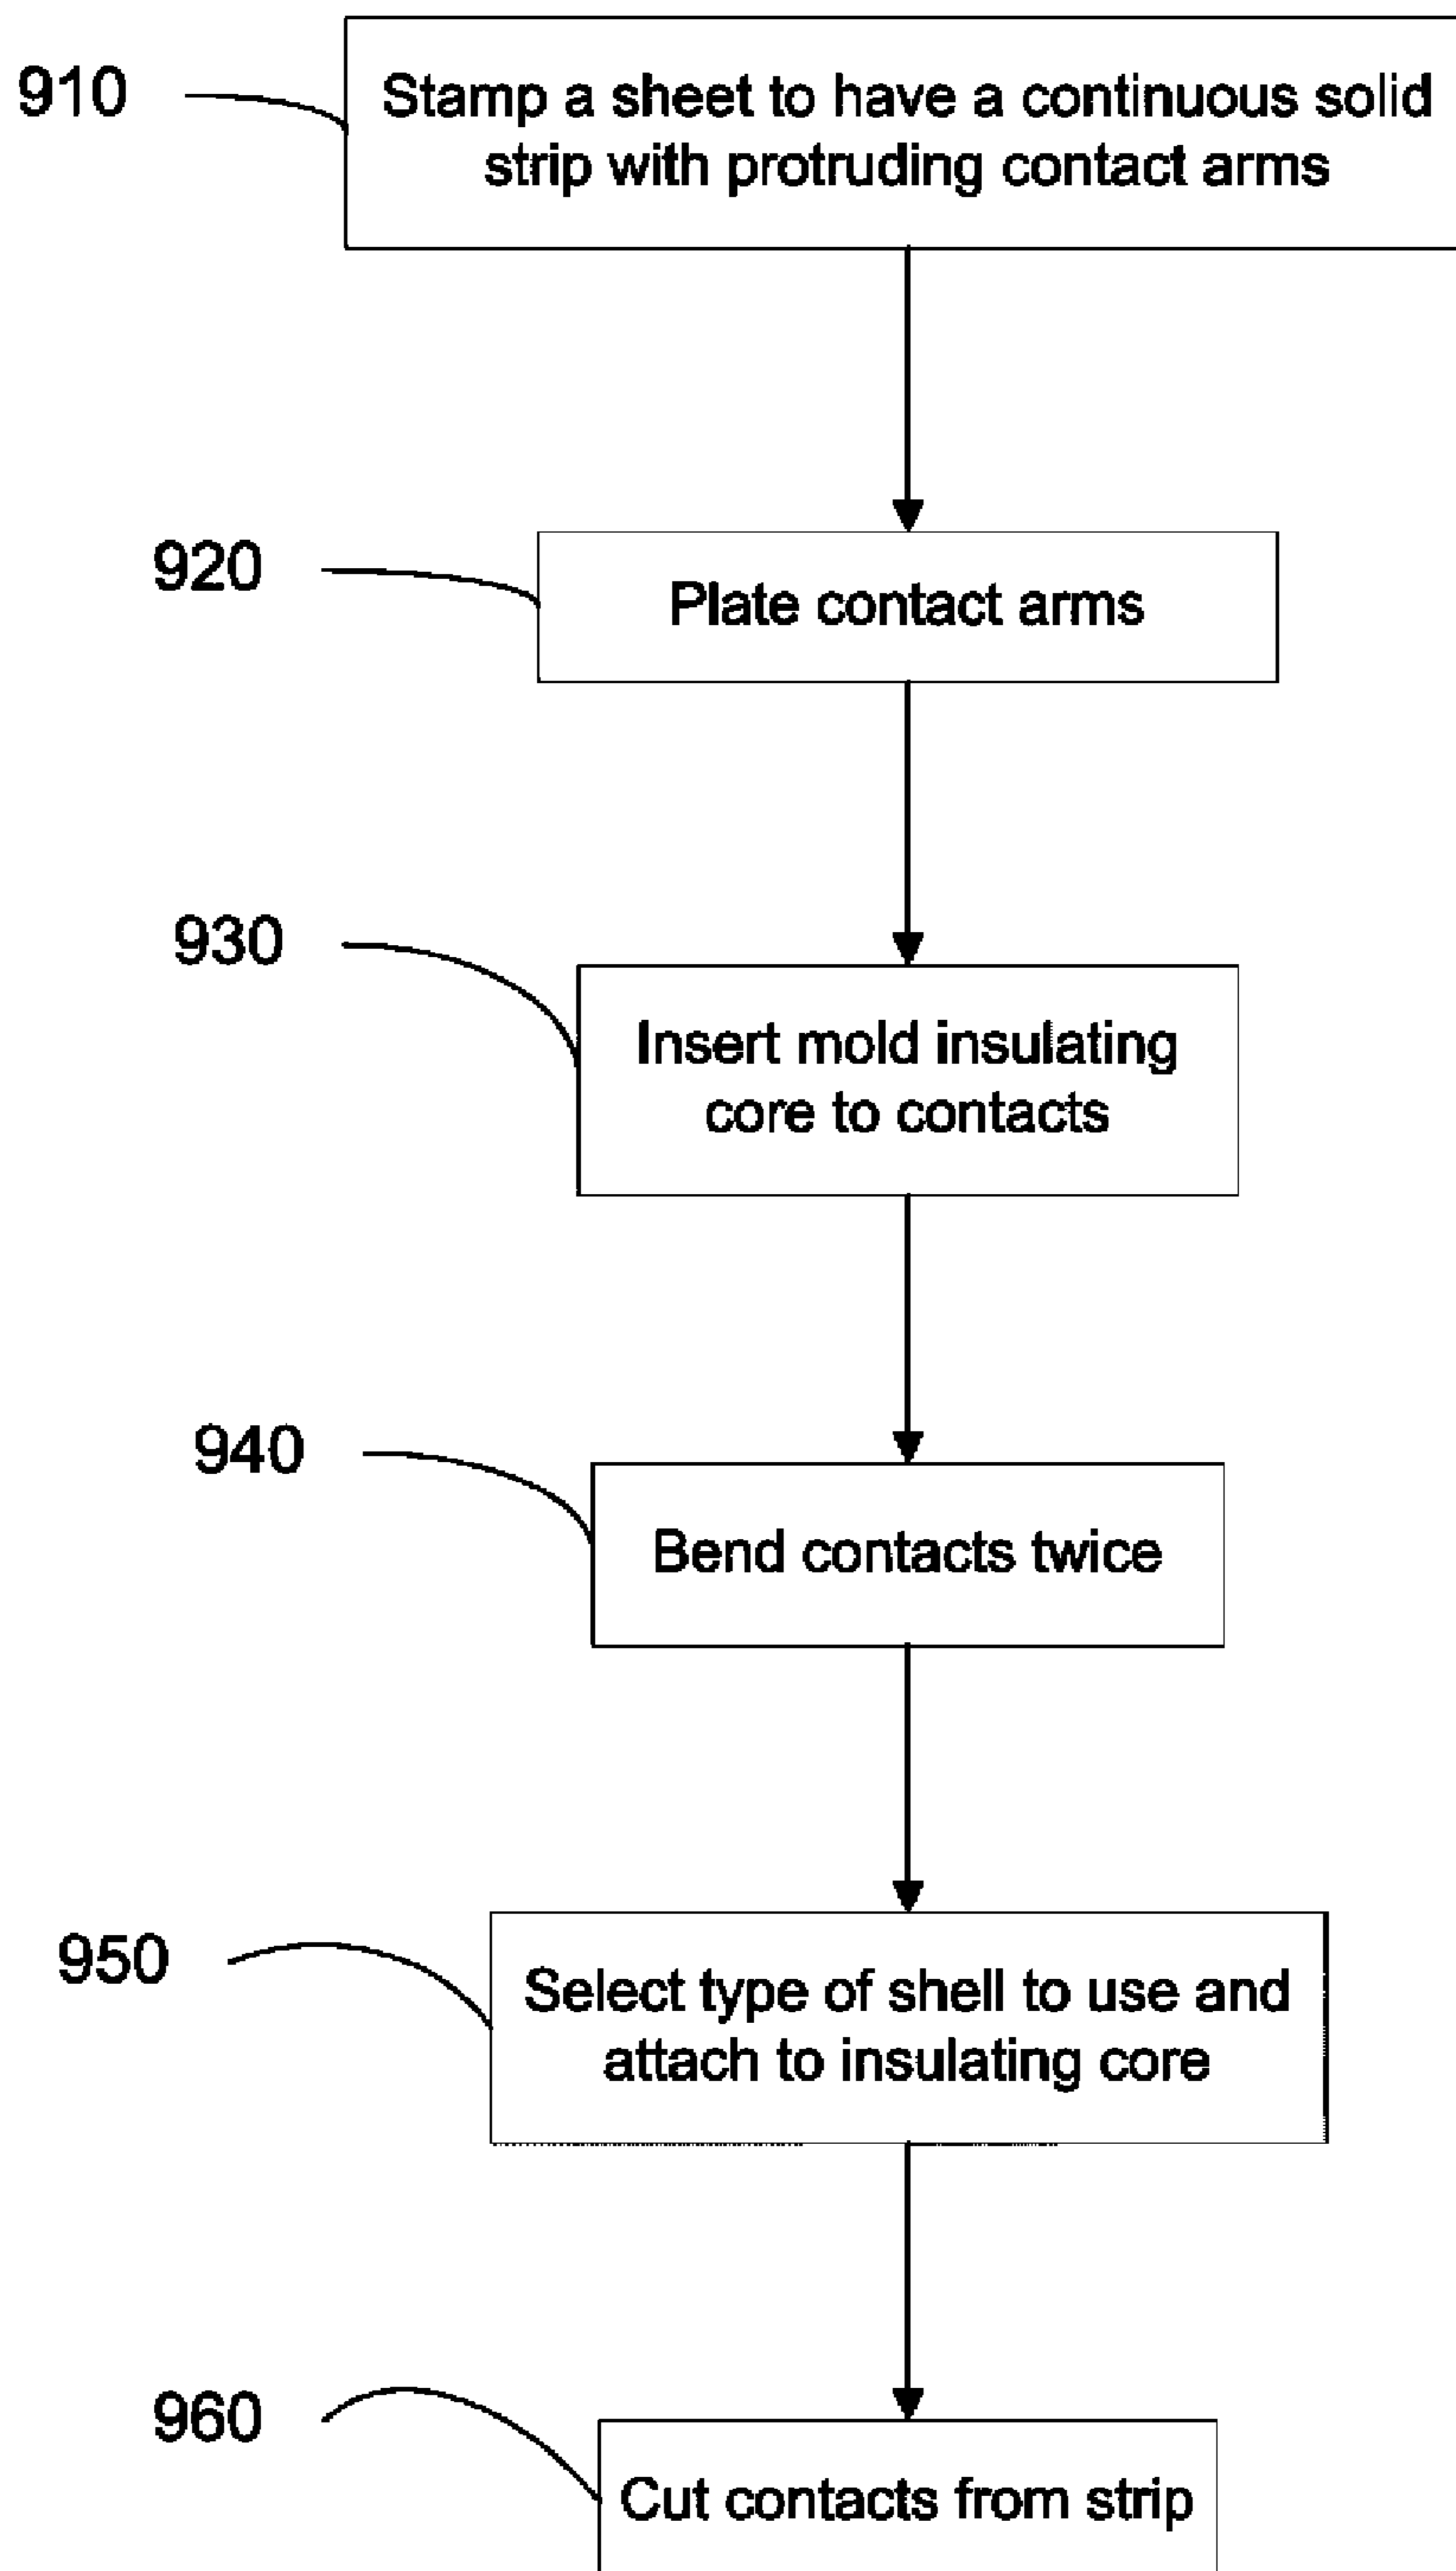 910
Stamp a sheet to have a continuous solid
strip with protruding contact arms
920
Plate contact arms
930
Insert mold insulating
core to contacts
940
Bend contacts twice
950
Select type of shell to use and
attach to insulating core
960
Cut contacts from strip